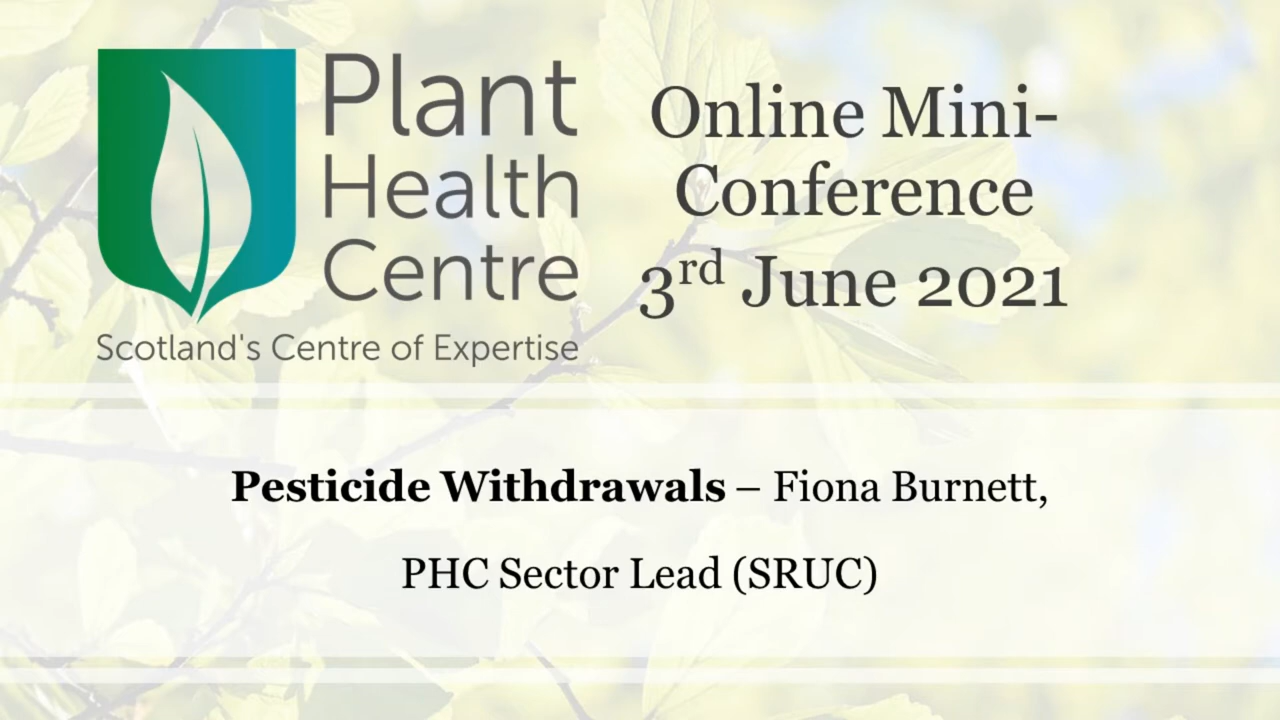 Plant
Health
Centre
Scotland's Centre of Expertise
Online Mini-
Conference
3rd June 2021
Pesticide Withdrawals – Fiona Burnett,
PHC Sector Lead (SRUC)